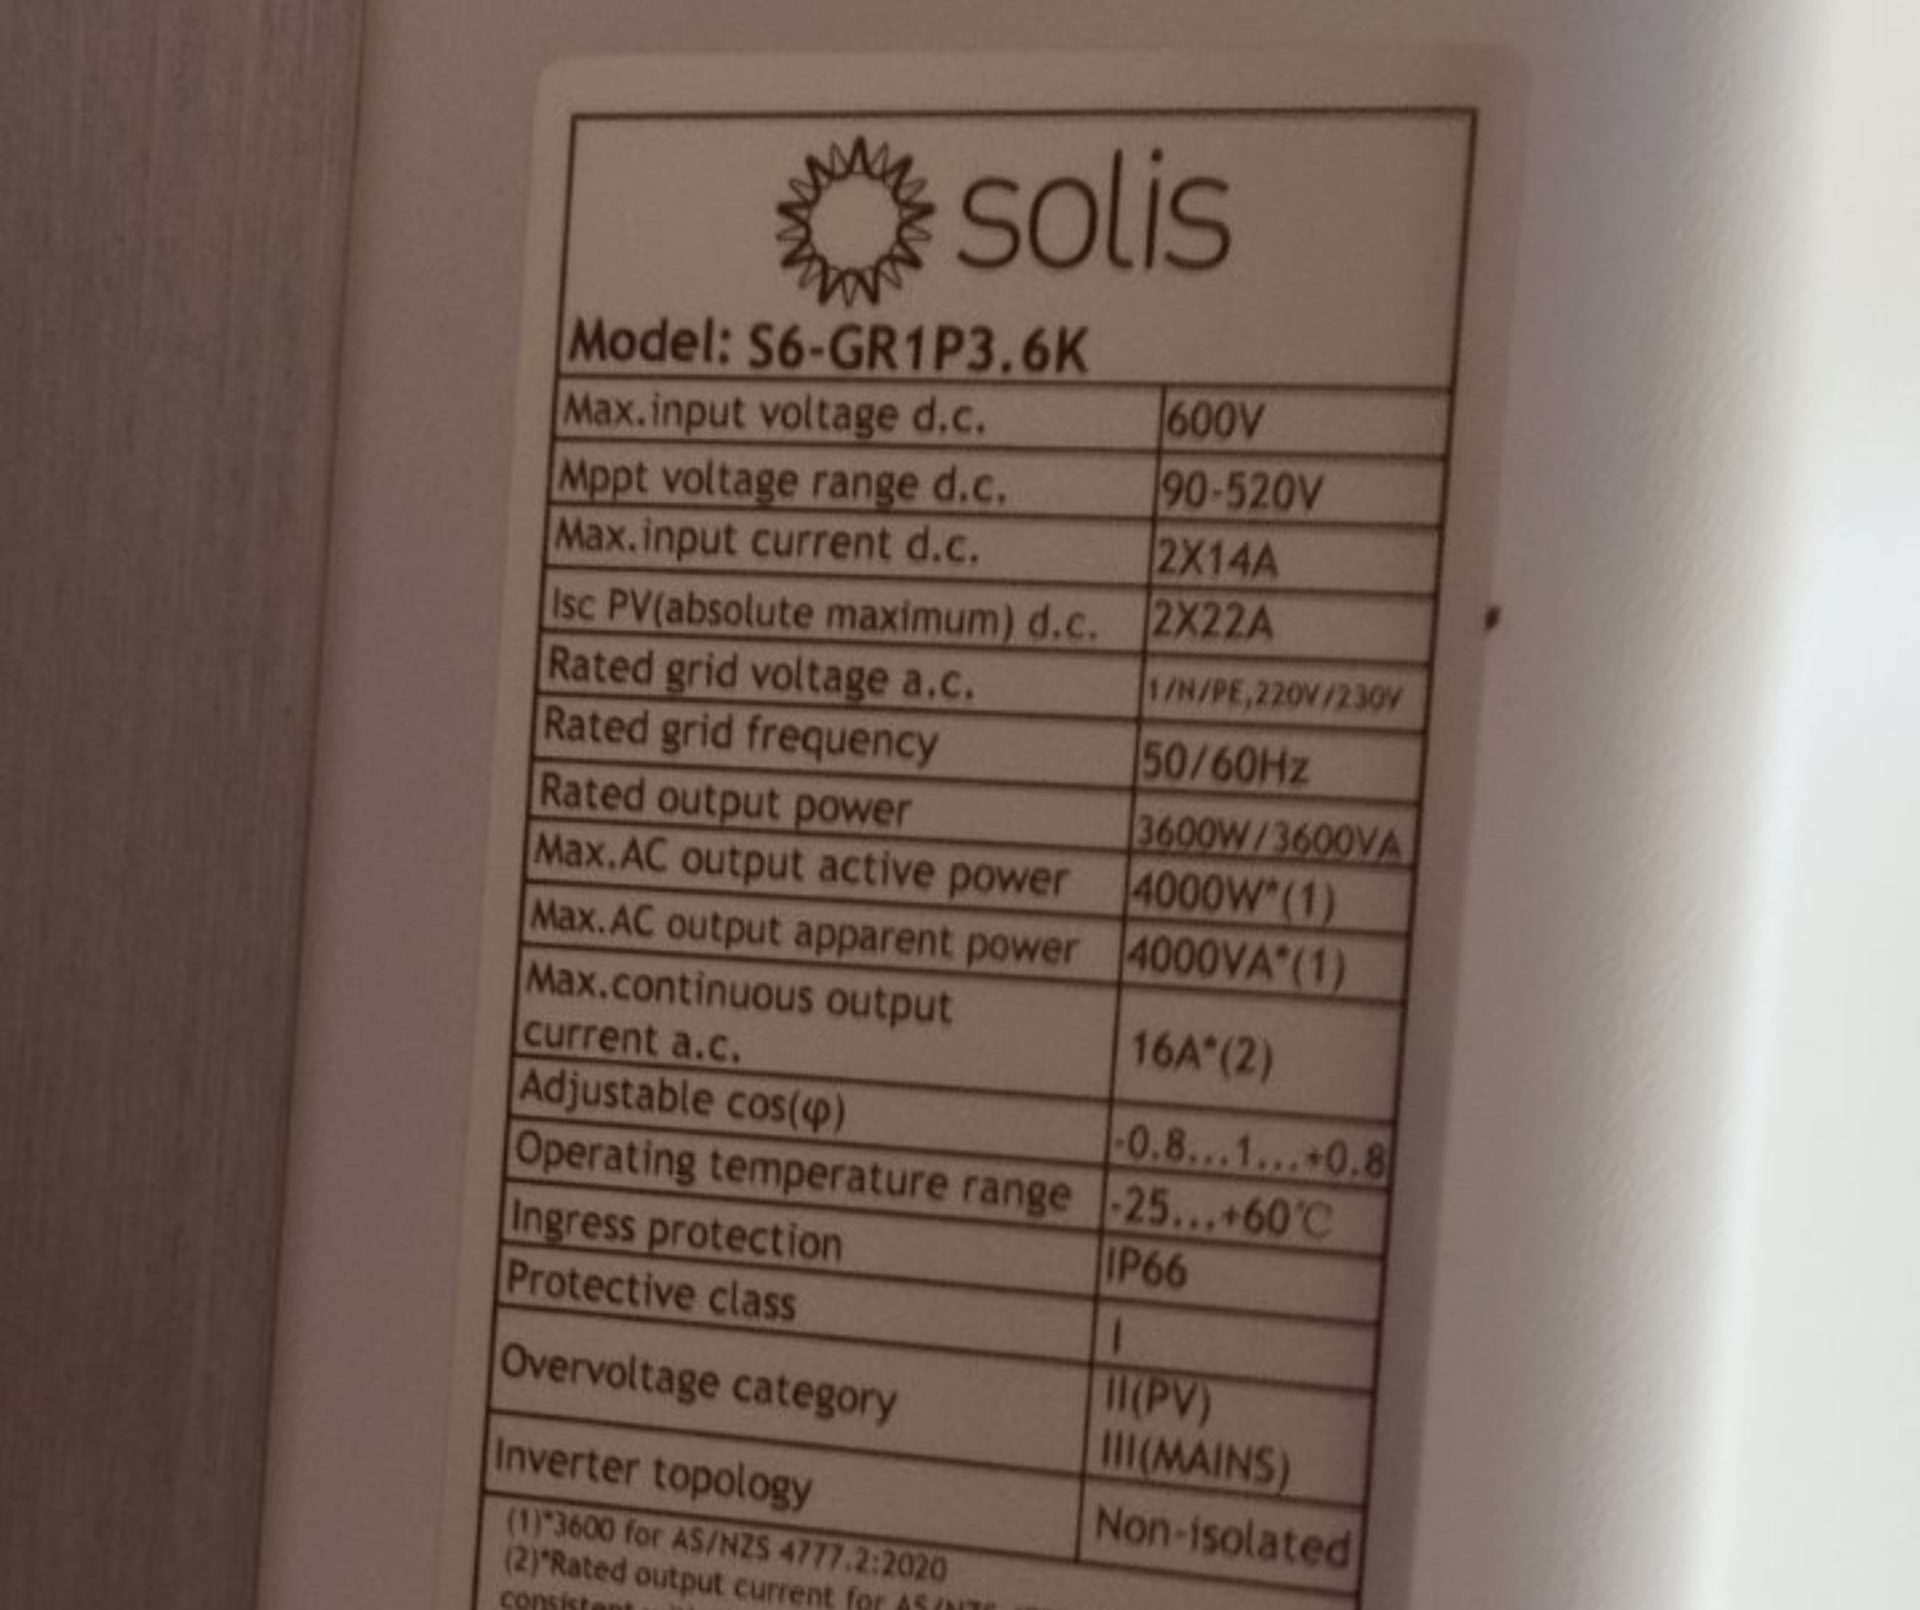 solis
Model: S6-GR1P3.6K
Max.input voltage d.c. 600V
Mppt voltage range d.c. 90-520V
Max.input current d.c. 2X14A
Isc PV(absolute maximum) d.c. 2X22A
Rated grid voltage a.c. 1/N/PE,220V/230V
Rated grid frequency 50/60Hz
Rated output power 3600W/3600VA
Max.AC output active power 4000W*(1)
Max.AC output apparent power 4000VA*(1)
Max.continuous output
current a.c. 16A*(2)
Adjustable cos(φ) -0.8...1...+0.8
Operating temperature range -25...+60℃
Ingress protection IP66
Protective class I
Overvoltage category II(PV)
III(MAINS)
Inverter topology Non-isolated
(1)*3600 for AS/NZS 4777.2:2020
(2)*Rated output current for AS/NZS